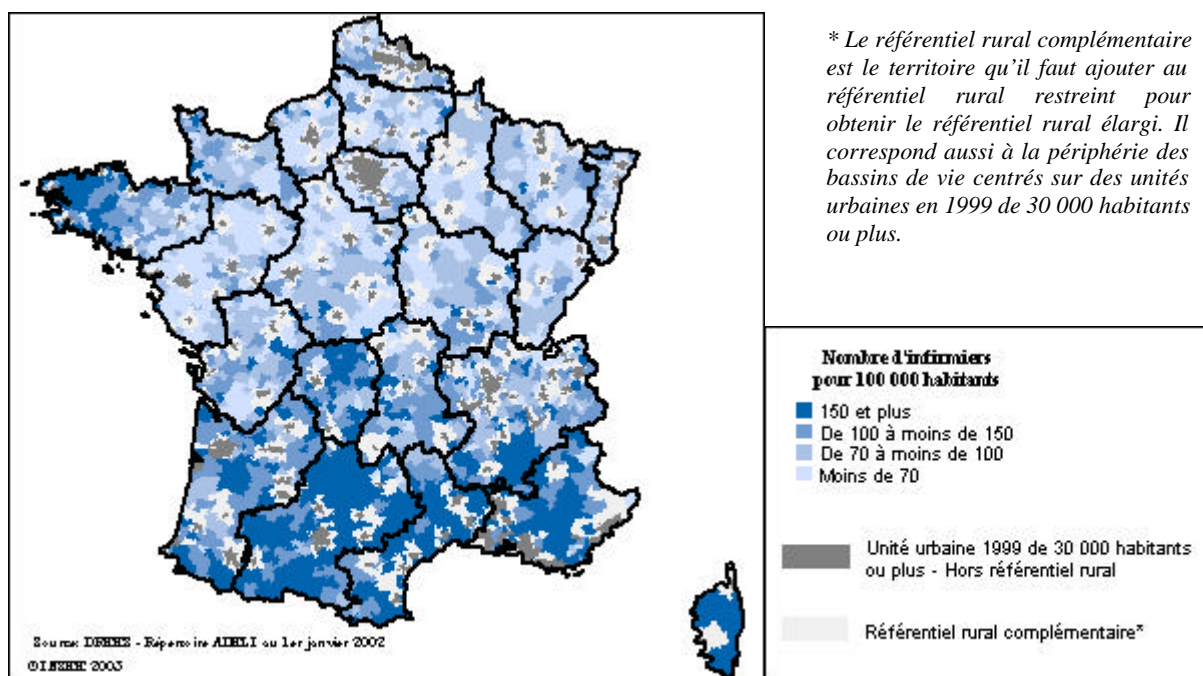 * Le référentiel rural complémentaire
est le territoire qu'il faut ajouter au
référentiel rural restreint pour
obtenir le référentiel rural élargi. Il
correspond aussi à la périphérie des
bassins de vie centrés sur des unités
urbaines en 1999 de 30 000 habitants
ou plus.
Nombre d'infirmiers
pour 100 000 habitants
150 et plus
De 100 à moins de 150
De 70 à moins de 100
Moins de 70
Unité urbaine 1999 de 30 000 habitants
ou plus - Hors référentiel rural
Référentiel rural complémentaire*
Source: DREES - Répertoire ADELI au 1er janvier 2002
©INSEE 2003